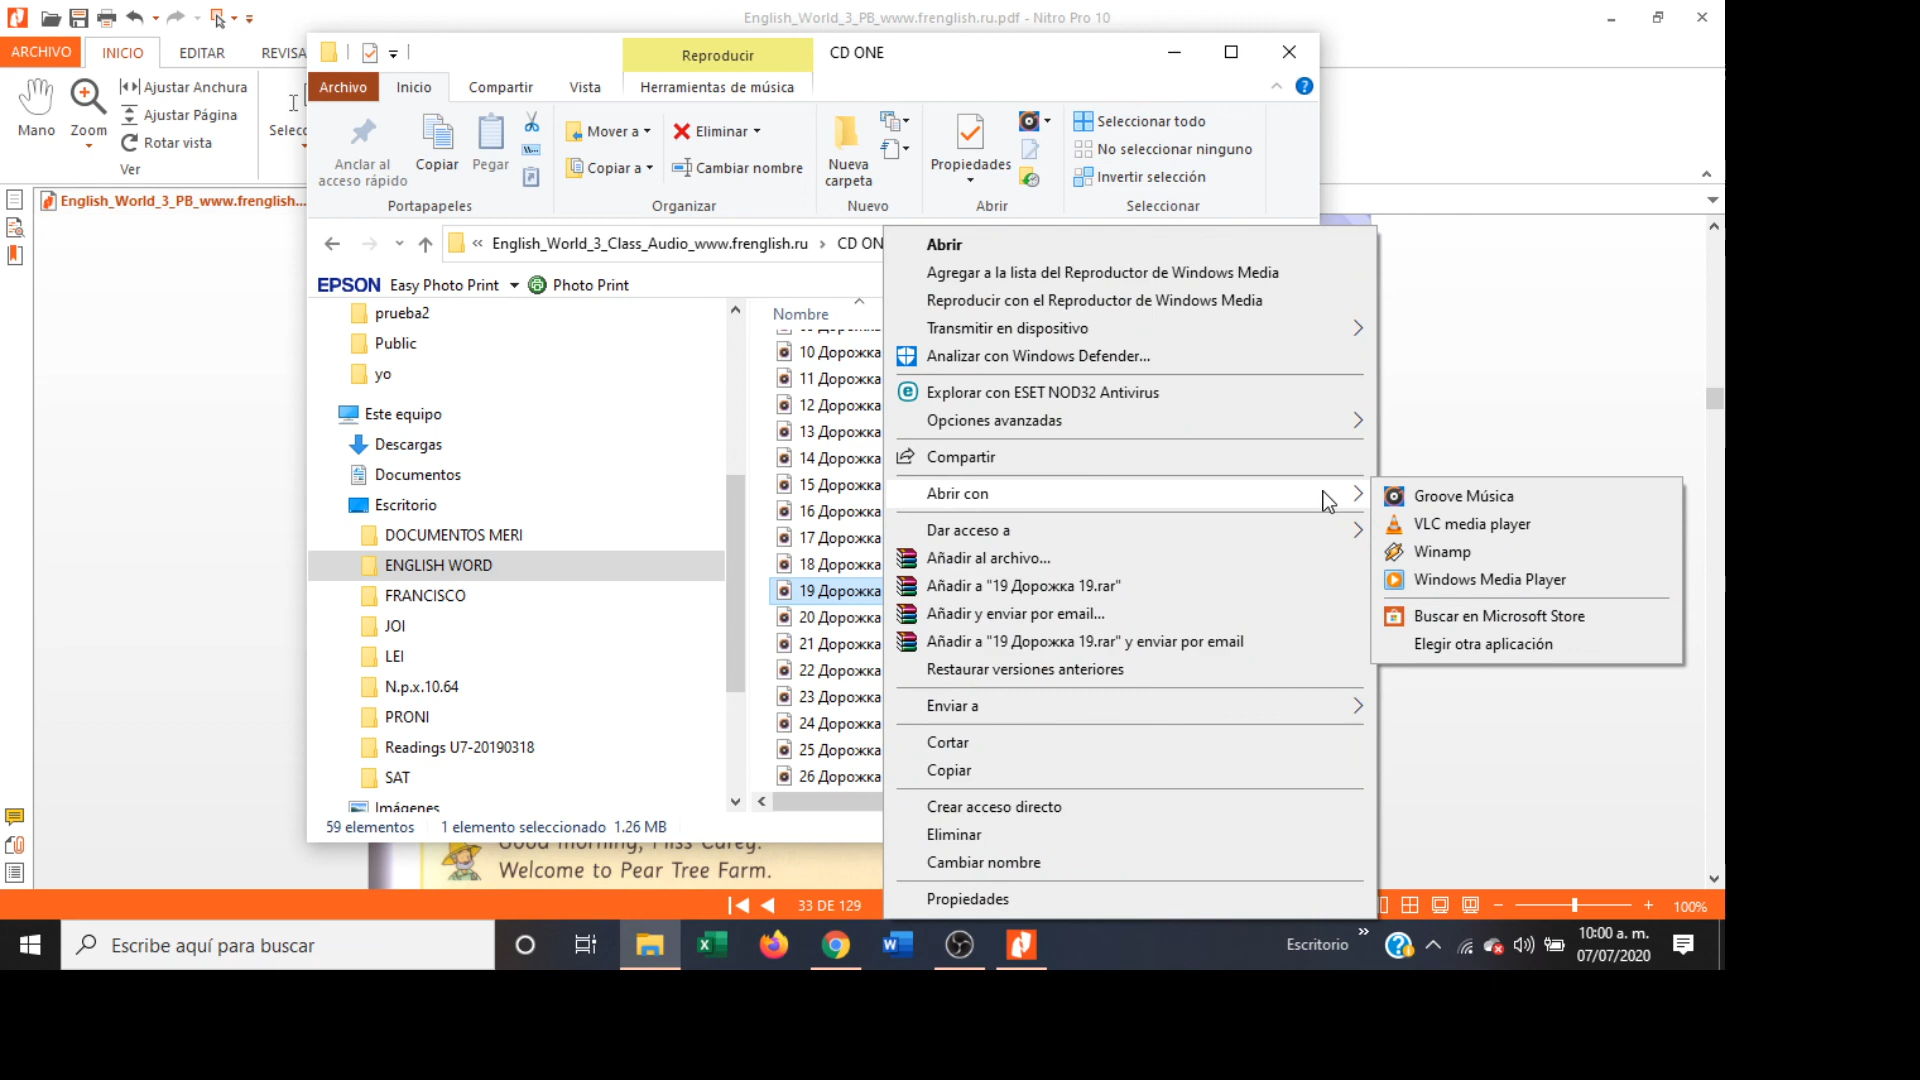 English_World_3_PB_www.frenglish.ru.pdf - Nitro Pro 10
ARCHIVO
INICIO
EDITAR
REVISA
Ajustar Anchura
Ajustar Página
Rotar vista
Mano
Zoom
Selec
Ver
English_World_3_PB_www.frenglish...
Reproducir
CD ONE
Archivo
Inicio
Compartir
Vista
Herramientas de música
Anclar al
acceso rápido
Copiar
Pegar
Portapapeles
Mover a
Copiar a
Eliminar
Cambiar nombre
Organizar
Nueva
carpeta
Nuevo
Propiedades
Abrir
Seleccionar todo
No seleccionar ninguno
Invertir selección
Seleccionar
« English_World_3_Class_Audio_www.frenglish.ru › CD ON
EPSON Easy Photo Print
Photo Print
prueba2
Public
yo
Este equipo
Descargas
Documentos
Escritorio
DOCUMENTOS MERI
ENGLISH WORD
FRANCISCO
JOI
LEI
N.p.x.10.64
PRONI
Readings U7-20190318
SAT
Imágenes
Nombre
10 Дорожка
11 Дорожка
12 Дорожка
13 Дорожка
14 Дорожка
15 Дорожка
16 Дорожка
17 Дорожка
18 Дорожка
19 Дорожка
20 Дорожка
21 Дорожка
22 Дорожка
23 Дорожка
24 Дорожка
25 Дорожка
26 Дорожка
59 elementos
1 elemento seleccionado 1.26 MB
Abrir
Agregar a la lista del Reproductor de Windows Media
Reproducir con el Reproductor de Windows Media
Transmitir en dispositivo
Analizar con Windows Defender...
Explorar con ESET NOD32 Antivirus
Opciones avanzadas
Compartir
Abrir con
Dar acceso a
Añadir al archivo...
Añadir a "19 Дорожка 19.rar"
Añadir y enviar por email...
Añadir a "19 Дорожка 19.rar" y enviar por email
Restaurar versiones anteriores
Enviar a
Cortar
Copiar
Crear acceso directo
Eliminar
Cambiar nombre
Propiedades
Groove Música
VLC media player
Winamp
Windows Media Player
Buscar en Microsoft Store
Elegir otra aplicación
Good morning, Miss Carey.
Welcome to Pear Tree Farm.
33 DE 129
100%
Escribe aquí para buscar
Escritorio
10:00 a. m.
07/07/2020